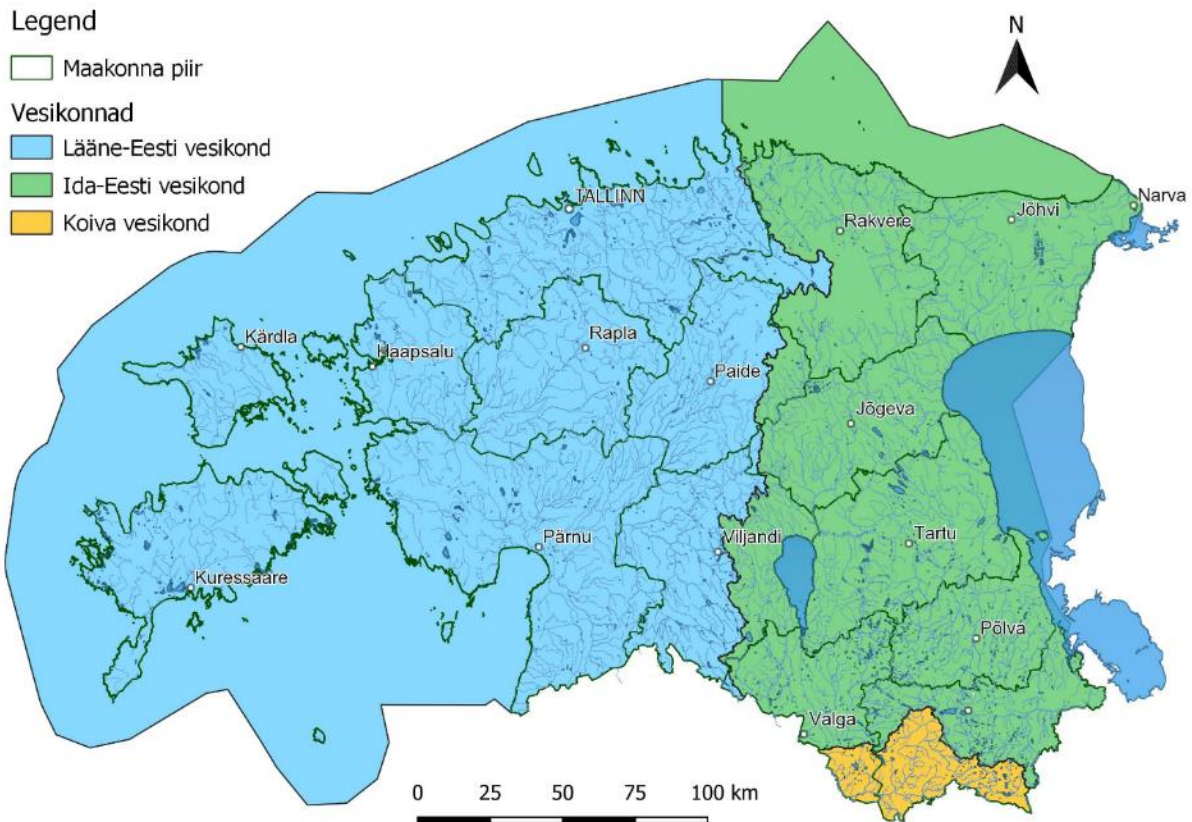 Legend
Maakonna piir
Vesikonnad
Lääne-Eesti vesikond
Ida-Eesti vesikond
Koiva vesikond
N
TALLINN
Narva
Jõhvi
Rakvere
Kärdla
Haapsalu
Rapla
Paide
Jõgeva
Pärnu
Viljandi
Tartu
Kuressaare
Põlva
Valga
0 25 50 75 100 km